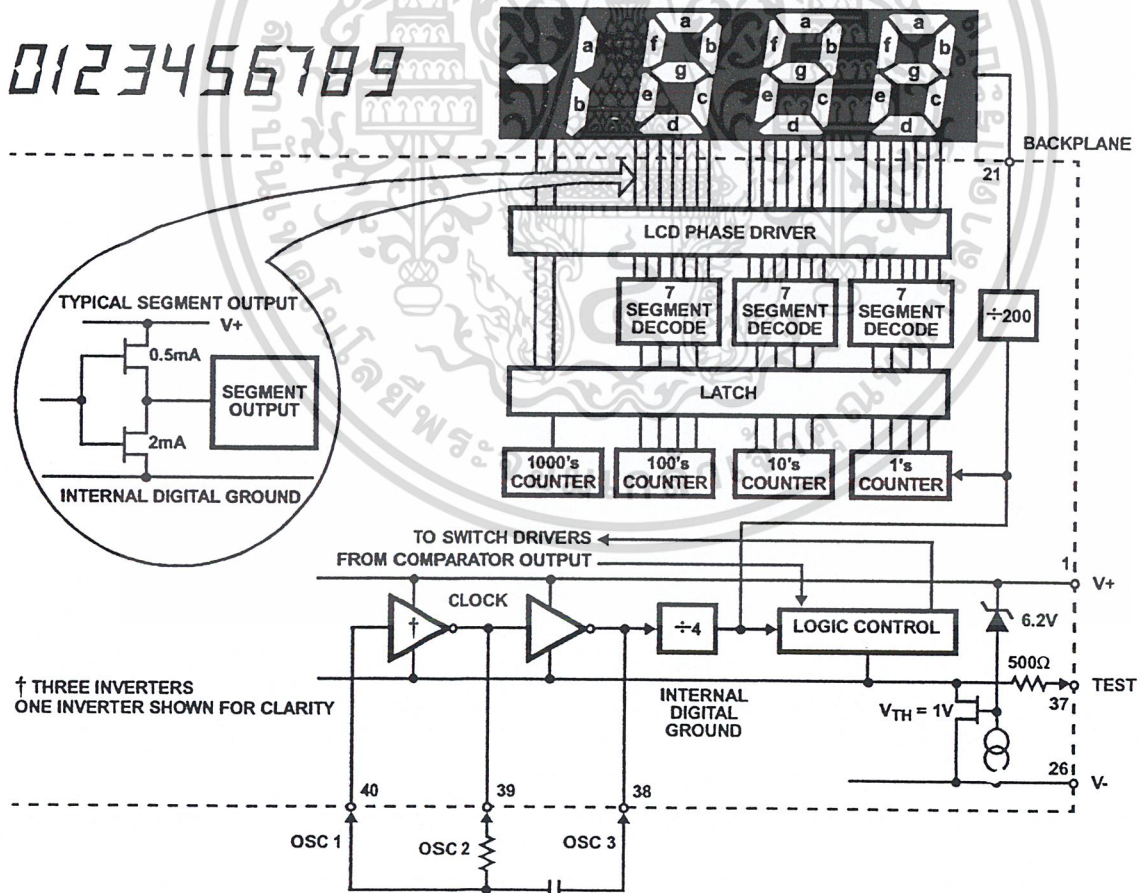 0123456789
a
a
a
a
f
b
f
b
f
b
g
g
g
b
e
c
e
c
e
c
d
d
d
BACKPLANE
21
LCD PHASE DRIVER
TYPICAL SEGMENT OUTPUT
V+
0.5mA
SEGMENT
OUTPUT
2mA
INTERNAL DIGITAL GROUND
7
SEGMENT
DECODE
7
SEGMENT
DECODE
7
SEGMENT
DECODE
÷200
LATCH
1000's
COUNTER
100's
COUNTER
10's
COUNTER
1's
COUNTER
TO SWITCH DRIVERS
FROM COMPARATOR OUTPUT
1
V+
CLOCK
†
÷4
LOGIC CONTROL
6.2V
500Ω
TEST
37
† THREE INVERTERS
ONE INVERTER SHOWN FOR CLARITY
INTERNAL
DIGITAL
GROUND
VTH = 1V
26
V-
40
39
38
OSC 1
OSC 2
OSC 3